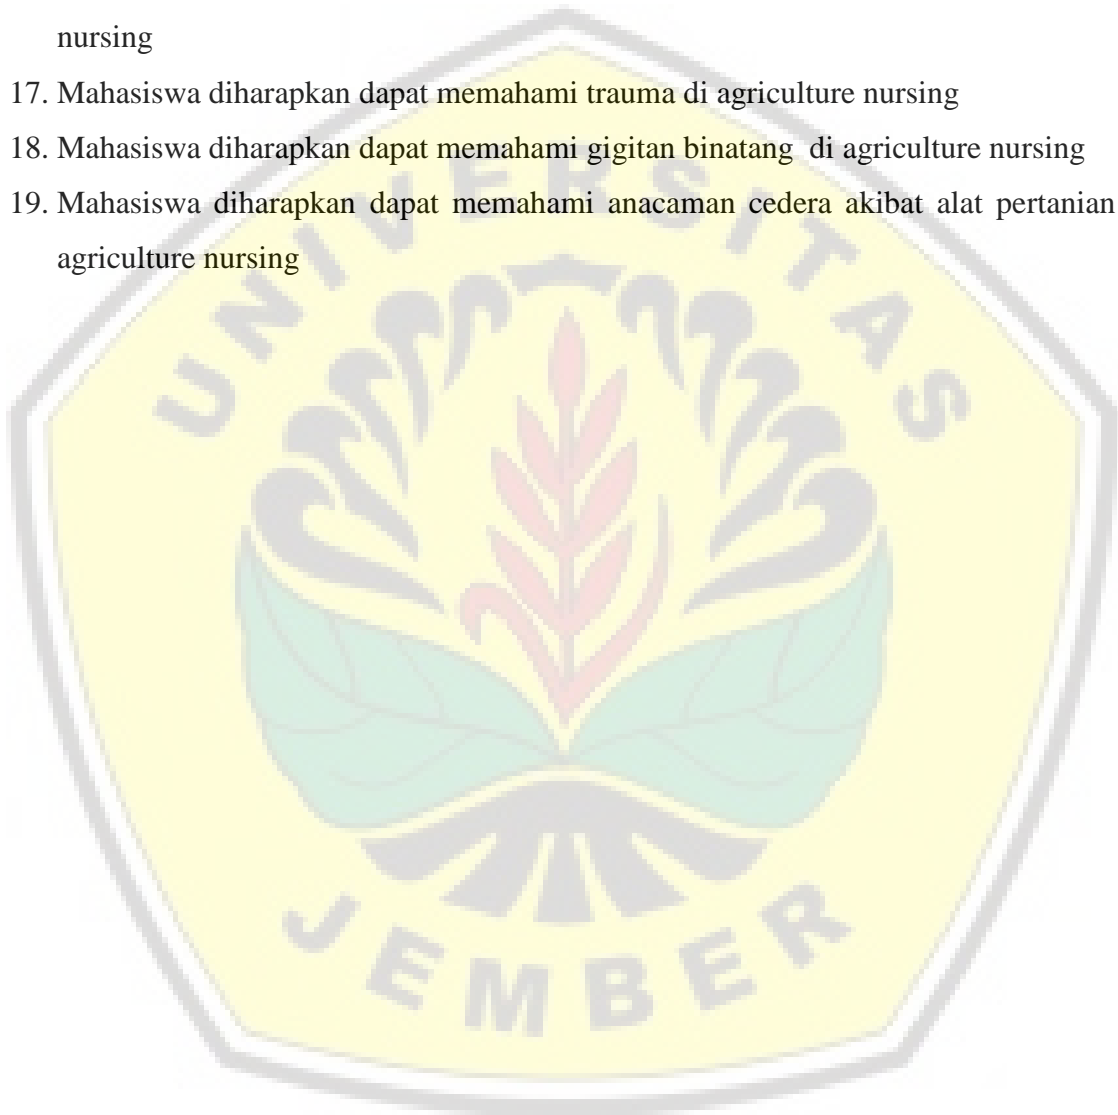 nursing
17. Mahasiswa diharapkan dapat memahami trauma di agriculture nursing
18. Mahasiswa diharapkan dapat memahami gigitan binatang di agriculture nursing
19. Mahasiswa diharapkan dapat memahami anacaman cedera akibat alat pertanian
agriculture nursing
UNIVERSITAS
JEMBER